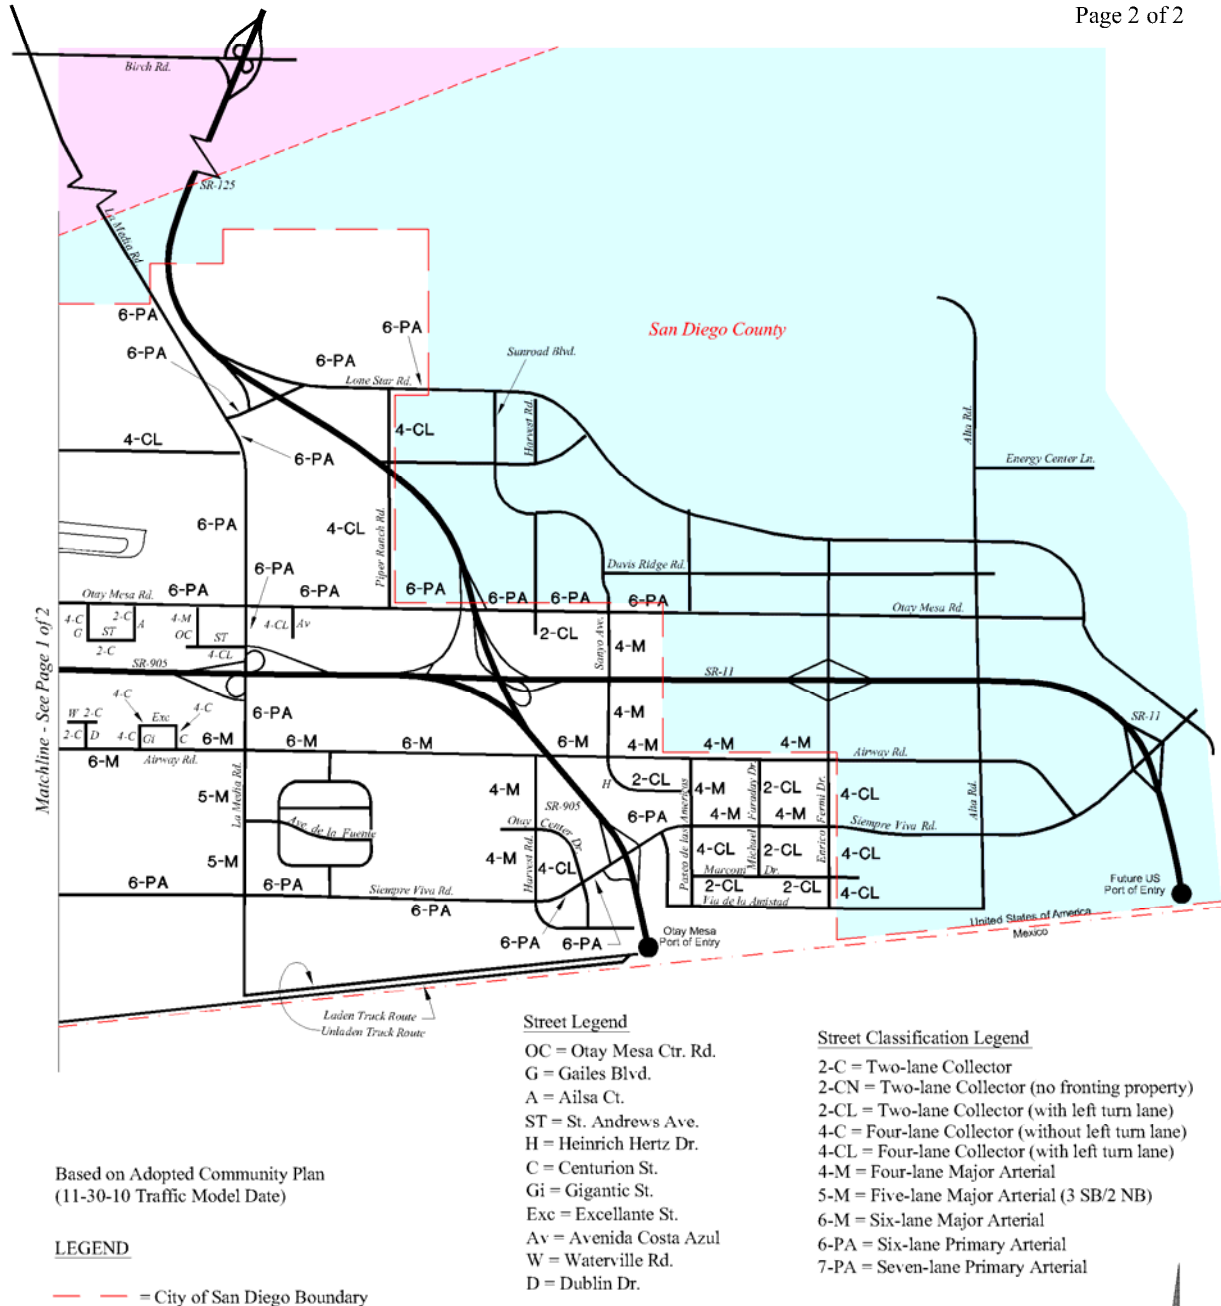 Page 2 of 2
Birch Rd.
SR-125
La Media Rd.
6-PA
6-PA
6-PA
6-PA
San Diego County
Sunroad Blvd.
Lone Star Rd.
Harvest Rd.
Alta Rd.
4-CL
4-CL
6-PA
Energy Center Ln.
6-PA
4-CL
Piper Ranch Rd.
6-PA
Davis Ridge Rd.
6-PA
6-PA
6-PA
6-PA
6-PA
6-PA
Otay Mesa Rd.
Otay Mesa Rd.
4-C
G
2-C
A
ST
2-C
4-M
OC
ST
4-CL
4-CL
Av
2-CL
Sanyo Ave.
4-M
SR-905
SR-11
Matchline - See Page 1 of 2
4-C
4-C
W
2-C
2-C
D
Exc
4-C
Gi
C
6-PA
4-M
SR-11
6-M
6-M
6-M
6-M
4-M
4-M
4-M
6-M
Airway Rd.
Airway Rd.
La Media Rd.
5-M
4-M
H
2-CL
Paseo de las Americas
4-M
Michael Faraday Dr.
2-CL
Enrico Fermi Dr.
4-CL
Alta Rd.
SR-905
Otay Center Dr.
6-PA
4-M
4-M
Siempre Viva Rd.
Ave. de la Fuente
5-M
4-M
Harvest Rd.
4-CL
4-CL
2-CL
4-CL
Marconi Dr.
6-PA
6-PA
Siempre Viva Rd.
6-PA
2-CL
2-CL
4-CL
Via de la Amistad
Future US
Port of Entry
United States of America
Mexico
6-PA
6-PA
Otay Mesa
Port of Entry
Laden Truck Route
Unladen Truck Route
Street Legend
OC = Otay Mesa Ctr. Rd.
G = Gailes Blvd.
A = Ailsa Ct.
ST = St. Andrews Ave.
H = Heinrich Hertz Dr.
C = Centurion St.
Gi = Gigantic St.
Exc = Excellante St.
Av = Avenida Costa Azul
W = Waterville Rd.
D = Dublin Dr.
Street Classification Legend
2-C = Two-lane Collector
2-CN = Two-lane Collector (no fronting property)
2-CL = Two-lane Collector (with left turn lane)
4-C = Four-lane Collector (without left turn lane)
4-CL = Four-lane Collector (with left turn lane)
4-M = Four-lane Major Arterial
5-M = Five-lane Major Arterial (3 SB/2 NB)
6-M = Six-lane Major Arterial
6-PA = Six-lane Primary Arterial
7-PA = Seven-lane Primary Arterial
Based on Adopted Community Plan
(11-30-10 Traffic Model Date)
LEGEND
= City of San Diego Boundary